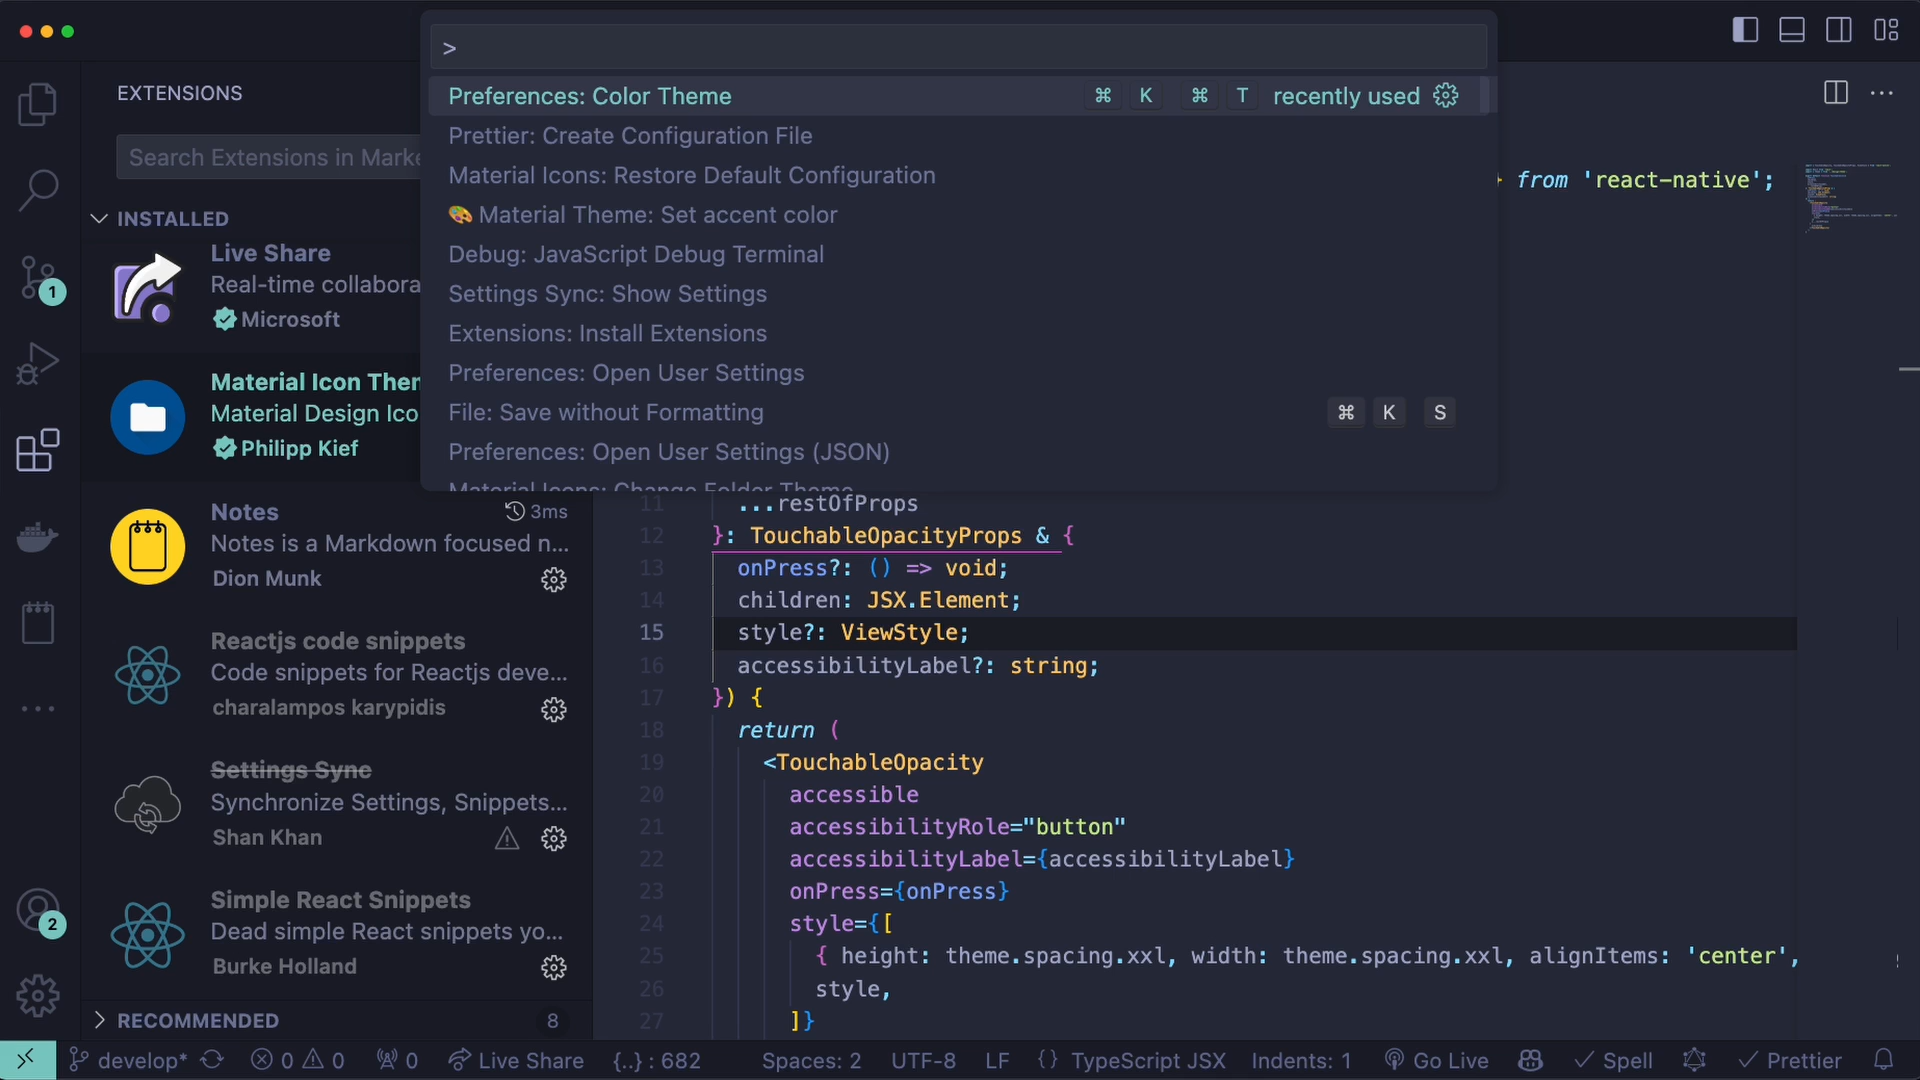 >
Preferences: Color Theme ⌘ K ⌘ T recently used
Prettier: Create Configuration File
Material Icons: Restore Default Configuration
🎨 Material Theme: Set accent color
Debug: JavaScript Debug Terminal
Settings Sync: Show Settings
Extensions: Install Extensions
Preferences: Open User Settings
File: Save without Formatting ⌘ K S
Preferences: Open User Settings (JSON)
Material Icons: Change Folder Theme
EXTENSIONS
Search Extensions in Marke
INSTALLED
Live Share
Real-time collabora
Microsoft
Material Icon Ther
Material Design Ico
Philipp Kief
Notes 3ms
Notes is a Markdown focused n...
Dion Munk
Reactjs code snippets
Code snippets for Reactjs deve...
charalampos karypidis
Settings Sync
Synchronize Settings, Snippets...
Shan Khan
Simple React Snippets
Dead simple React snippets yo...
Burke Holland
RECOMMENDED 8
1
2
from 'react-native';
11 ...restOfProps
12 }: TouchableOpacityProps & {
13 onPress?: () => void;
14 children: JSX.Element;
15 style?: ViewStyle;
16 accessibilityLabel?: string;
17 }) {
18 return (
19 <TouchableOpacity
20 accessible
21 accessibilityRole="button"
22 accessibilityLabel={accessibilityLabel}
23 onPress={onPress}
24 style={[
25 { height: theme.spacing.xxl, width: theme.spacing.xxl, alignItems: 'center',
26 style,
27 ]}
develop* 0 0 0 Live Share {..} : 682 Spaces: 2 UTF-8 LF {} TypeScript JSX Indents: 1 Go Live Spell Prettier